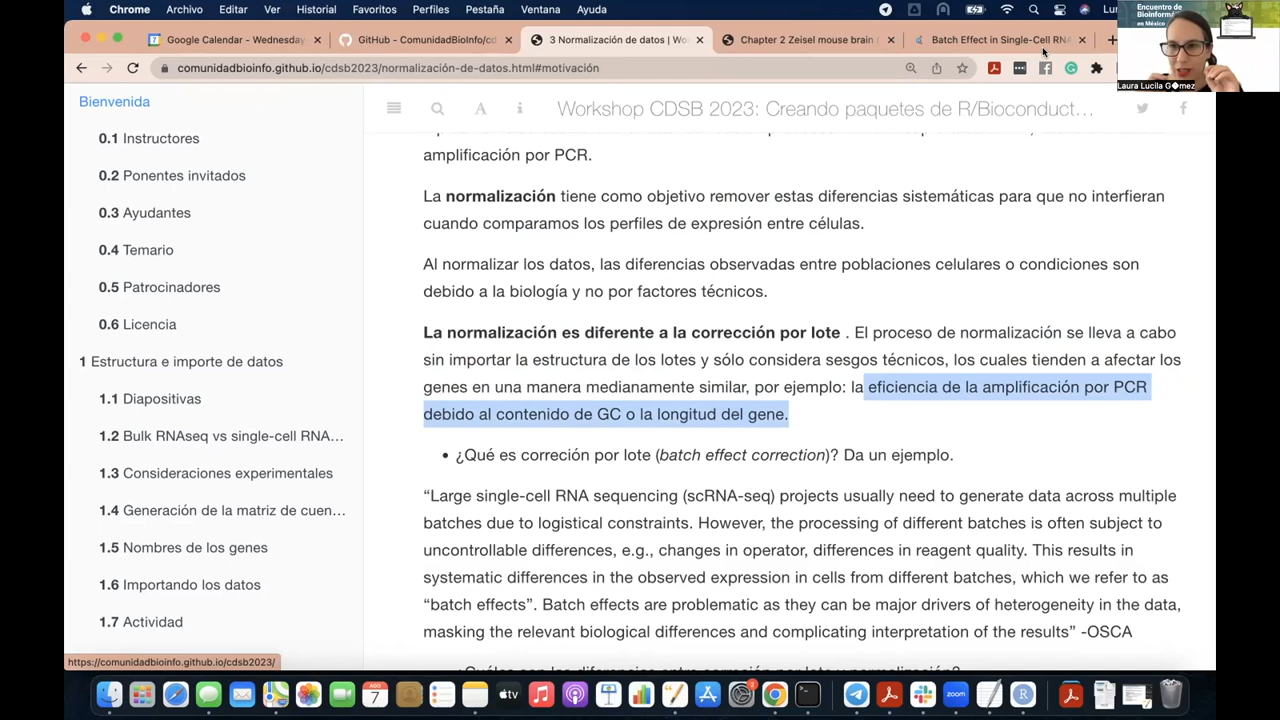 Chrome Archivo Editar Ver Historial Favoritos Perfiles Pestaña Ventana Ayuda
Encuentro de
Bioinformá
en México
Google Calendar - Wednesday,
GitHub - ComunidadBioInfo/cd
3 Normalización de datos | Wo
Chapter 2 Zeisel mouse brain
Batch Effect in Single-Cell RNA
comunidadbioinfo.github.io/cdsb2023/normalización-de-datos.html#motivación
Laura Lucila G�mez
Bienvenida
0.1 Instructores
0.2 Ponentes invitados
0.3 Ayudantes
0.4 Temario
0.5 Patrocinadores
0.6 Licencia
1 Estructura e importe de datos
1.1 Diapositivas
1.2 Bulk RNAseq vs single-cell RNA…
1.3 Consideraciones experimentales
1.4 Generación de la matriz de cuen…
1.5 Nombres de los genes
1.6 Importando los datos
1.7 Actividad
https://comunidadbioinfo.github.io/cdsb2023/
Workshop CDSB 2023: Creando paquetes de R/Bioconduct…
amplificación por PCR.
La normalización tiene como objetivo remover estas diferencias sistemáticas para que no interfieran
cuando comparamos los perfiles de expresión entre células.
Al normalizar los datos, las diferencias observadas entre poblaciones celulares o condiciones son
debido a la biología y no por factores técnicos.
La normalización es diferente a la corrección por lote . El proceso de normalización se lleva a cabo
sin importar la estructura de los lotes y sólo considera sesgos técnicos, los cuales tienden a afectar los
genes en una manera medianamente similar, por ejemplo: la eficiencia de la amplificación por PCR
debido al contenido de GC o la longitud del gene.
• ¿Qué es correción por lote (batch effect correction)? Da un ejemplo.
“Large single-cell RNA sequencing (scRNA-seq) projects usually need to generate data across multiple
batches due to logistical constraints. However, the processing of different batches is often subject to
uncontrollable differences, e.g., changes in operator, differences in reagent quality. This results in
systematic differences in the observed expression in cells from different batches, which we refer to as
“batch effects”. Batch effects are problematic as they can be major drivers of heterogeneity in the data,
masking the relevant biological differences and complicating interpretation of the results” -OSCA
AGO
7
tv
zoom
R